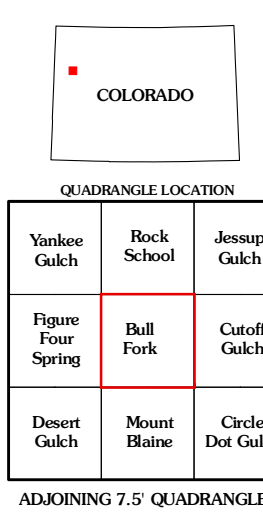 COLORADO
QUADRANGLE LOCATION
Yankee
Gulch
Rock
School
Jessup
Gulch
Figure
Four
Spring
Bull
Fork
Cutoff
Gulch
Desert
Gulch
Mount
Blaine
Circle
Dot Gul
ADJOINING 7.5' QUADRANGLE